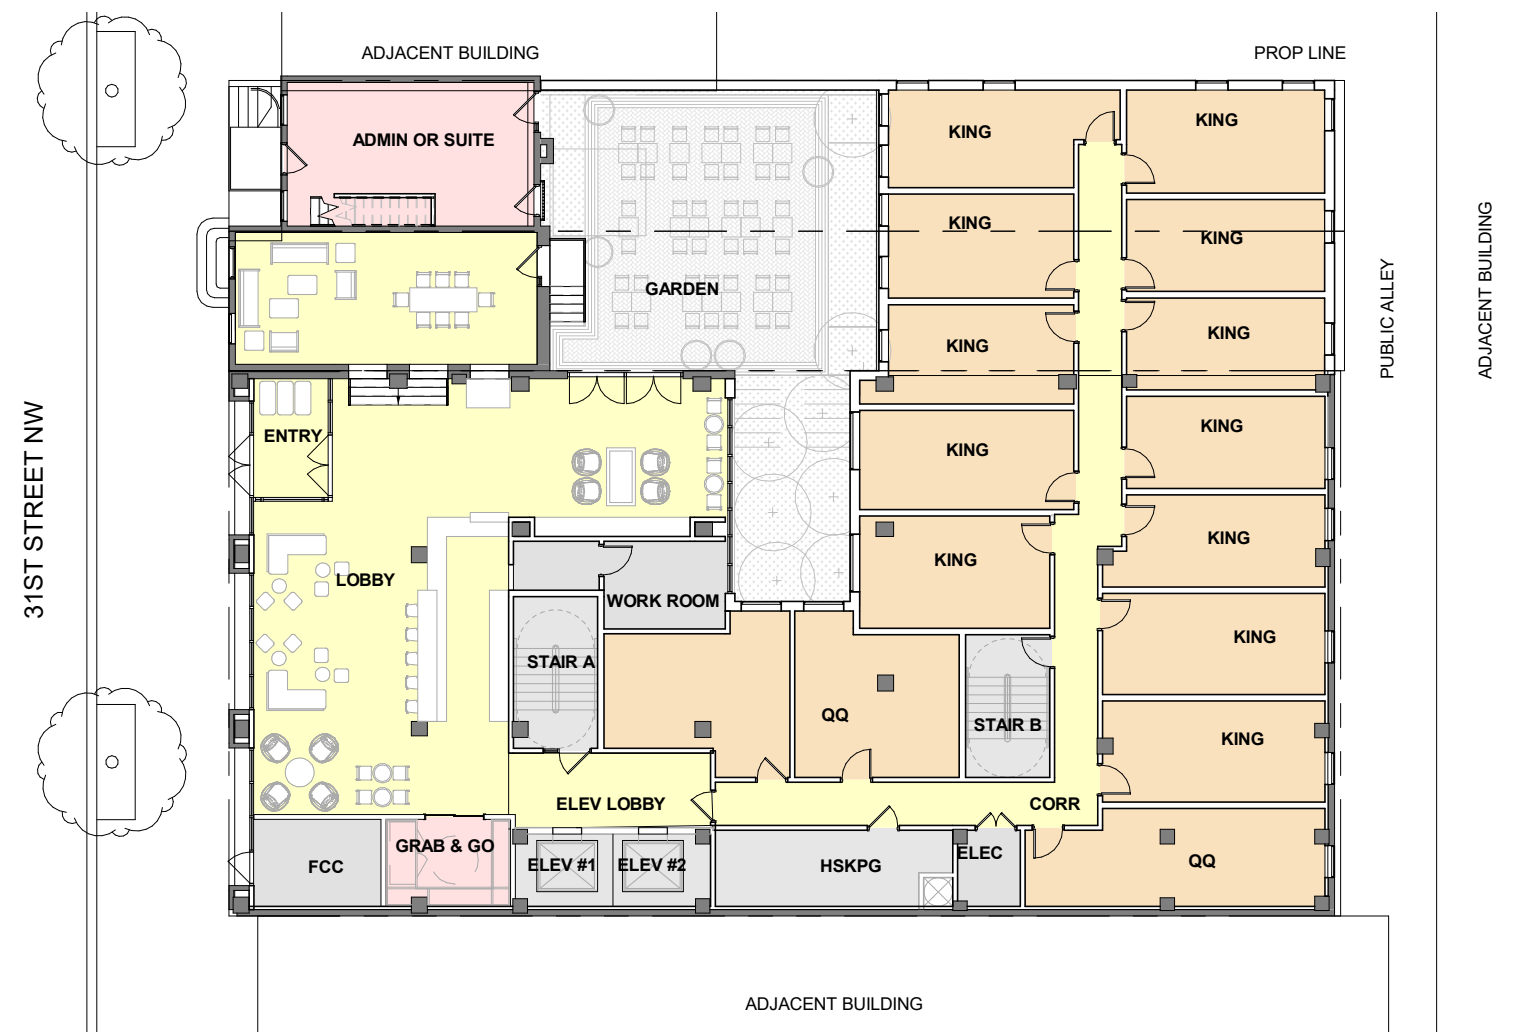 ADJACENT BUILDING
PROP LINE
ADMIN OR SUITE
KING
KING
KING
KING
GARDEN
KING
KING
PUBLIC ALLEY
ADJACENT BUILDING
31ST STREET NW
ENTRY
KING
KING
KING
KING
LOBBY
WORK ROOM
KING
STAIR A
QQ
STAIR B
KING
ELEV LOBBY
CORR
FCC
GRAB & GO
ELEV #1
ELEV #2
HSKPG
ELEC
QQ
ADJACENT BUILDING